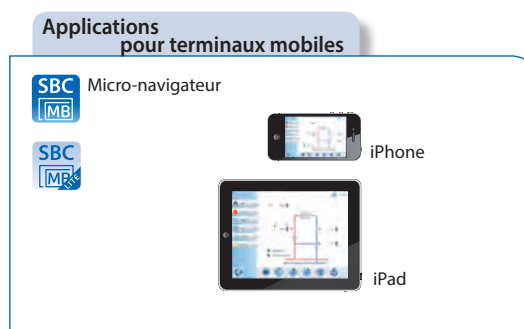 Applications
pour terminaux mobiles
SBC
MB
Micro-navigateur
SBC
MB
LITE
iPhone
iPad